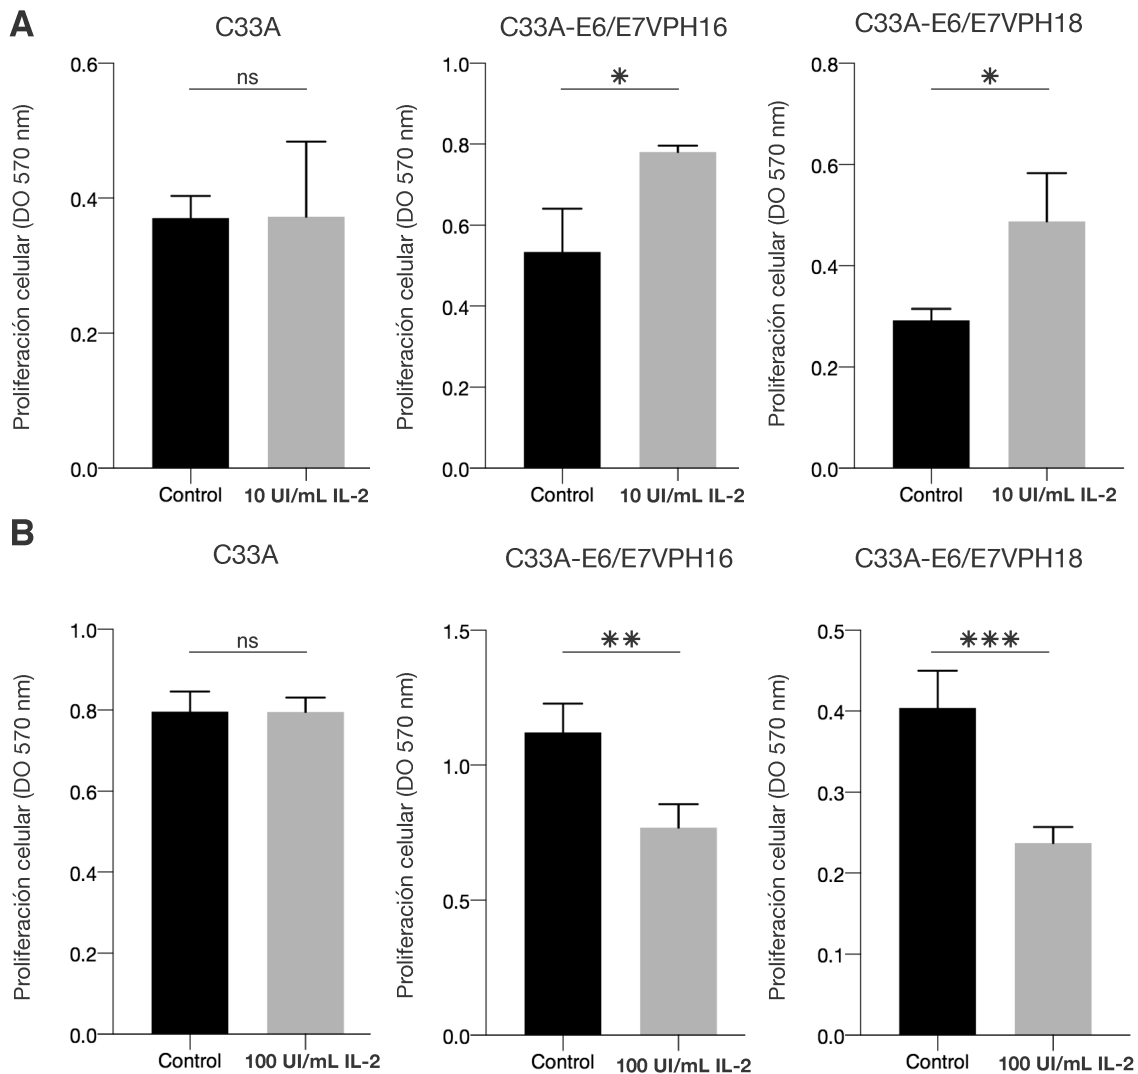 A
C33A
C33A-E6/E7VPH16
C33A-E6/E7VPH18
Proliferación celular (DO 570 nm)
0.6
0.4
0.2
0.0
ns
Control
10 UI/mL IL-2
Proliferación celular (DO 570 nm)
1.0
0.8
0.6
0.4
0.2
0.0
*
Control
10 UI/mL IL-2
Proliferación celular (DO 570 nm)
0.8
0.6
0.4
0.2
0.0
*
Control
10 UI/mL IL-2
B
C33A
C33A-E6/E7VPH16
C33A-E6/E7VPH18
Proliferación celular (DO 570 nm)
1.0
0.8
0.6
0.4
0.2
0.0
ns
Control
100 UI/mL IL-2
Proliferación celular (DO 570 nm)
1.5
1.0
0.5
0.0
**
Control
100 UI/mL IL-2
Proliferación celular (DO 570 nm)
0.5
0.4
0.3
0.2
0.1
0.0
***
Control
100 UI/mL IL-2